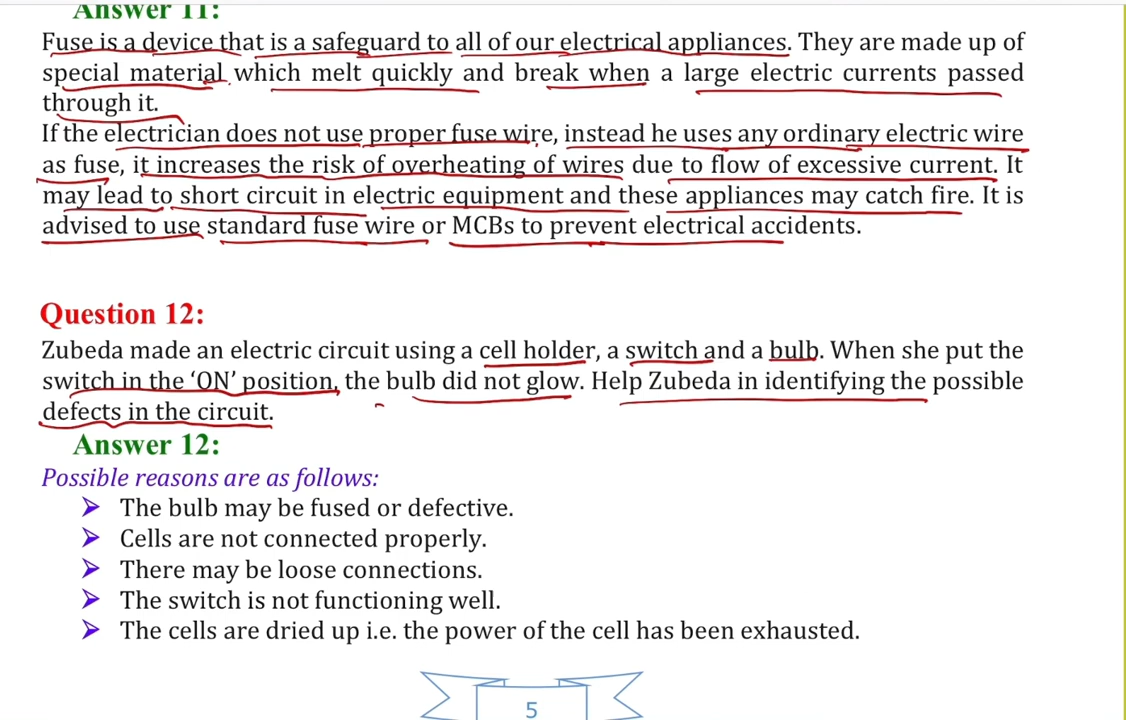 Answer 11:
Fuse is a device that is a safeguard to all of our electrical appliances. They are made up of
special material which melt quickly and break when a large electric currents passed
through it.
If the electrician does not use proper fuse wire, instead he uses any ordinary electric wire
as fuse, it increases the risk of overheating of wires due to flow of excessive current. It
may lead to short circuit in electric equipment and these appliances may catch fire. It is
advised to use standard fuse wire or MCBs to prevent electrical accidents.
Question 12:
Zubeda made an electric circuit using a cell holder, a switch and a bulb. When she put the
switch in the ‘ON’ position, the bulb did not glow. Help Zubeda in identifying the possible
defects in the circuit.
Answer 12:
Possible reasons are as follows:
The bulb may be fused or defective.
Cells are not connected properly.
There may be loose connections.
The switch is not functioning well.
The cells are dried up i.e. the power of the cell has been exhausted.
5